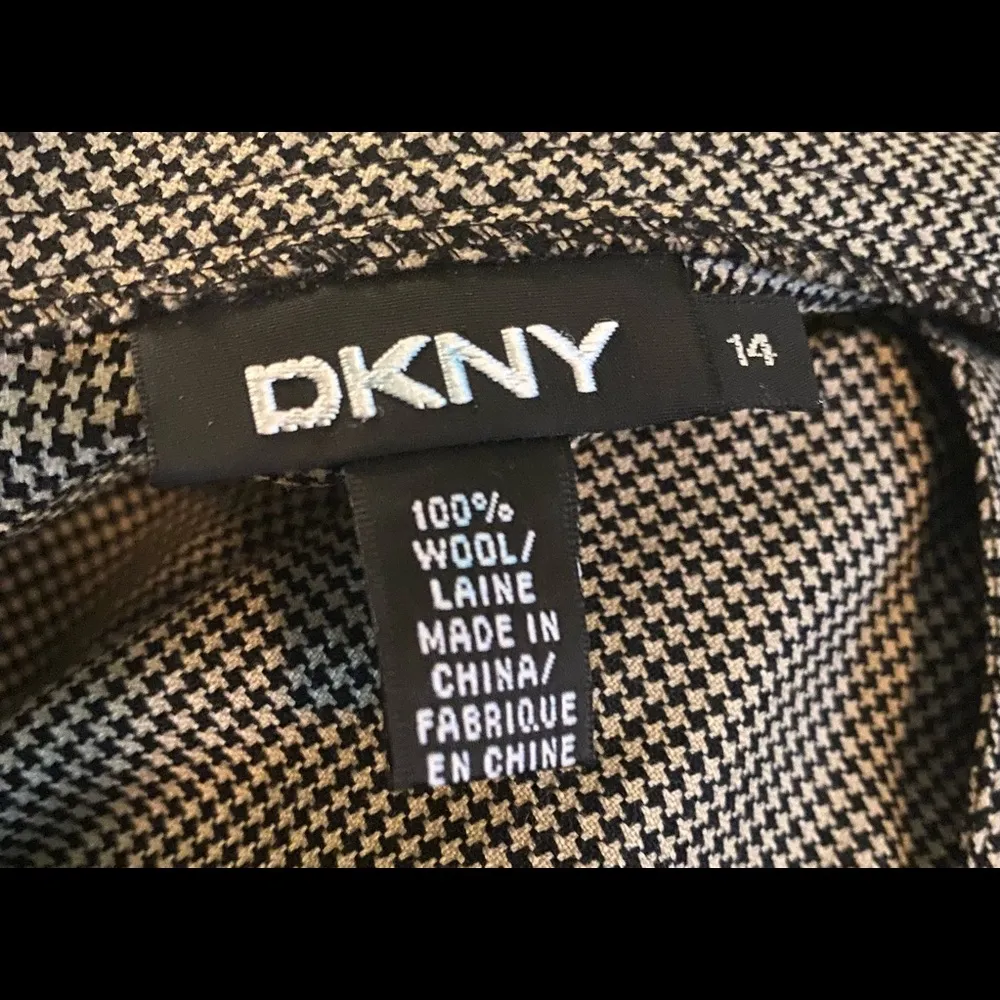 DKNY
14
100%
WOOL/
LAINE
MADE IN
CHINA/
FABRIQUE
EN CHINE